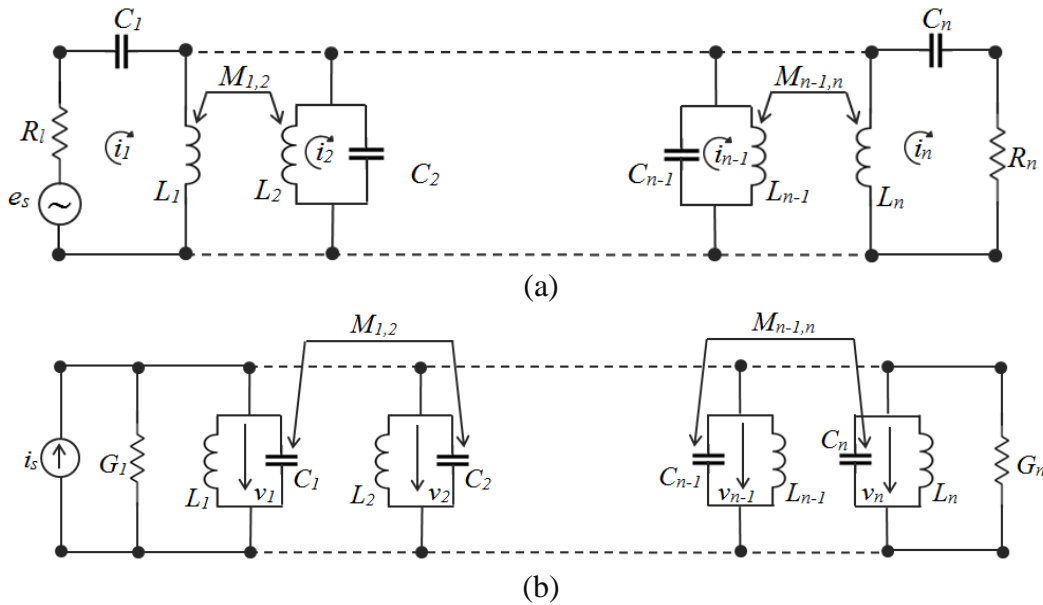 C₁ Cₙ
M₁,₂ Mₙ₋₁,ₙ
Rₗ i₁ i₂ iₙ₋₁ iₙ Rₙ
C₂ Cₙ₋₁
eₛ L₁ L₂ Lₙ₋₁ Lₙ
(a)
M₁,₂ Mₙ₋₁,ₙ
iₛ G₁ C₁ C₂ Cₙ₋₁ Cₙ Gₙ
L₁ v₁ L₂ v₂ vₙ₋₁ Lₙ₋₁ vₙ Lₙ
(b)